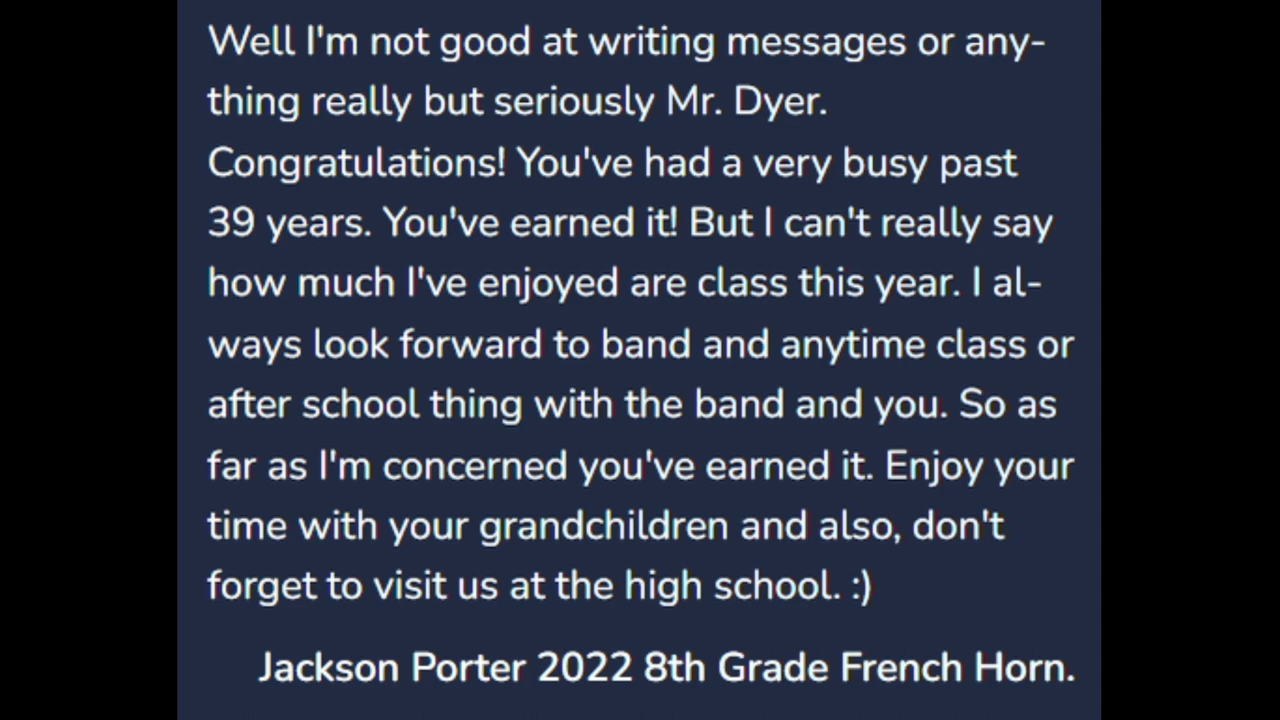 Well I'm not good at writing messages or any-
thing really but seriously Mr. Dyer.
Congratulations! You've had a very busy past
39 years. You've earned it! But I can't really say
how much I've enjoyed are class this year. I al-
ways look forward to band and anytime class or
after school thing with the band and you. So as
far as I'm concerned you've earned it. Enjoy your
time with your grandchildren and also, don't
forget to visit us at the high school. :)
Jackson Porter 2022 8th Grade French Horn.